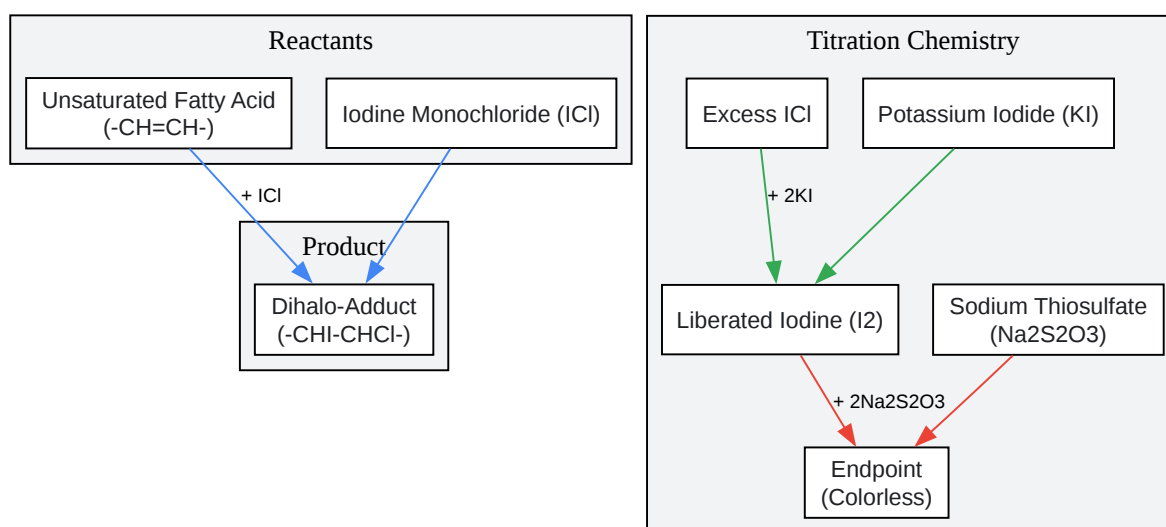 Reactants
Unsaturated Fatty Acid
(-CH=CH-)
Iodine Monochloride (ICl)
+ ICl
Product
Dihalo-Adduct
(-CHI-CHCl-)
Titration Chemistry
Excess ICl
Potassium Iodide (KI)
+ 2KI
Liberated Iodine (I2)
Sodium Thiosulfate
(Na2S2O3)
+ 2Na2S2O3
Endpoint
(Colorless)